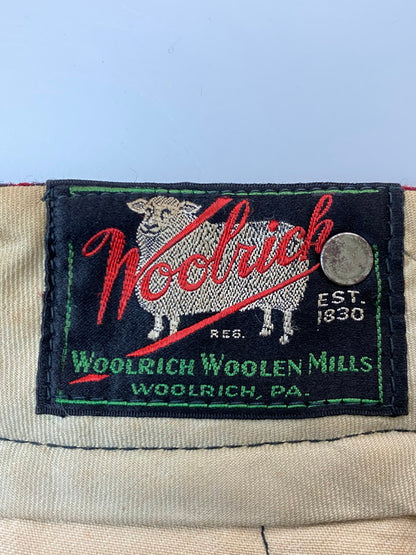 Woolrich
EST.
1830
REG.
WOOLRICH WOOLEN MILLS
WOOLRICH, PA.